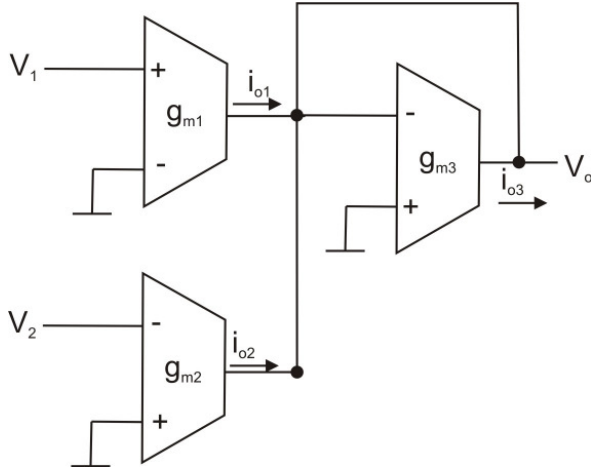 V1
+
gm1
-
io1
-
gm3
+
io3
Vo
V2
-
gm2
+
io2